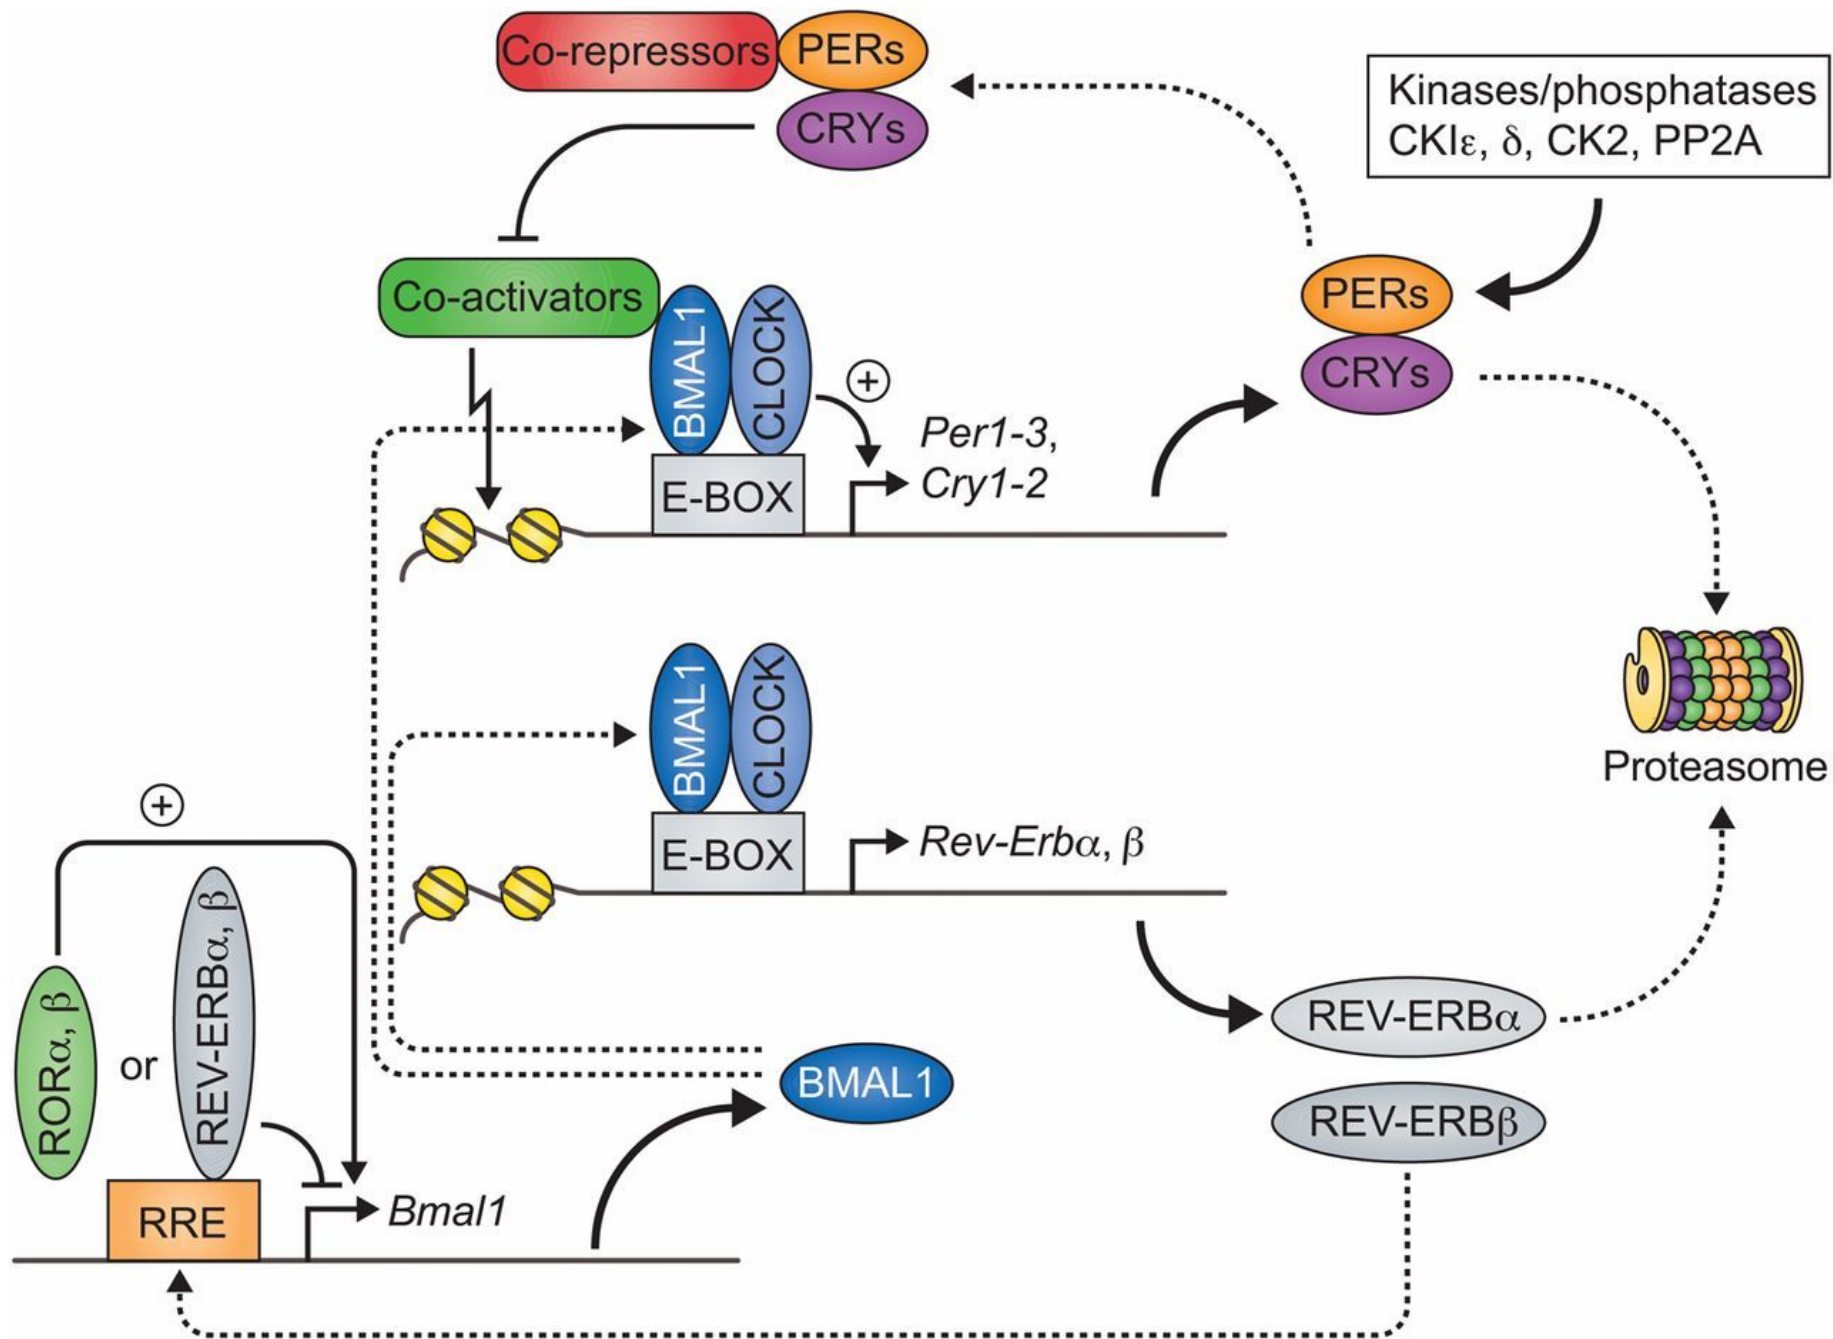 Co-repressors
PERs
CRYs
Kinases/phosphatases
CKIε, δ, CK2, PP2A
Co-activators
BMAL1
CLOCK
+
Per1-3,
Cry1-2
E-BOX
PERs
CRYs
BMAL1
CLOCK
E-BOX
Rev-Erbα, β
Proteasome
+
RORα, β
or
REV-ERBα, β
RRE
Bmal1
BMAL1
REV-ERBα
REV-ERBβ